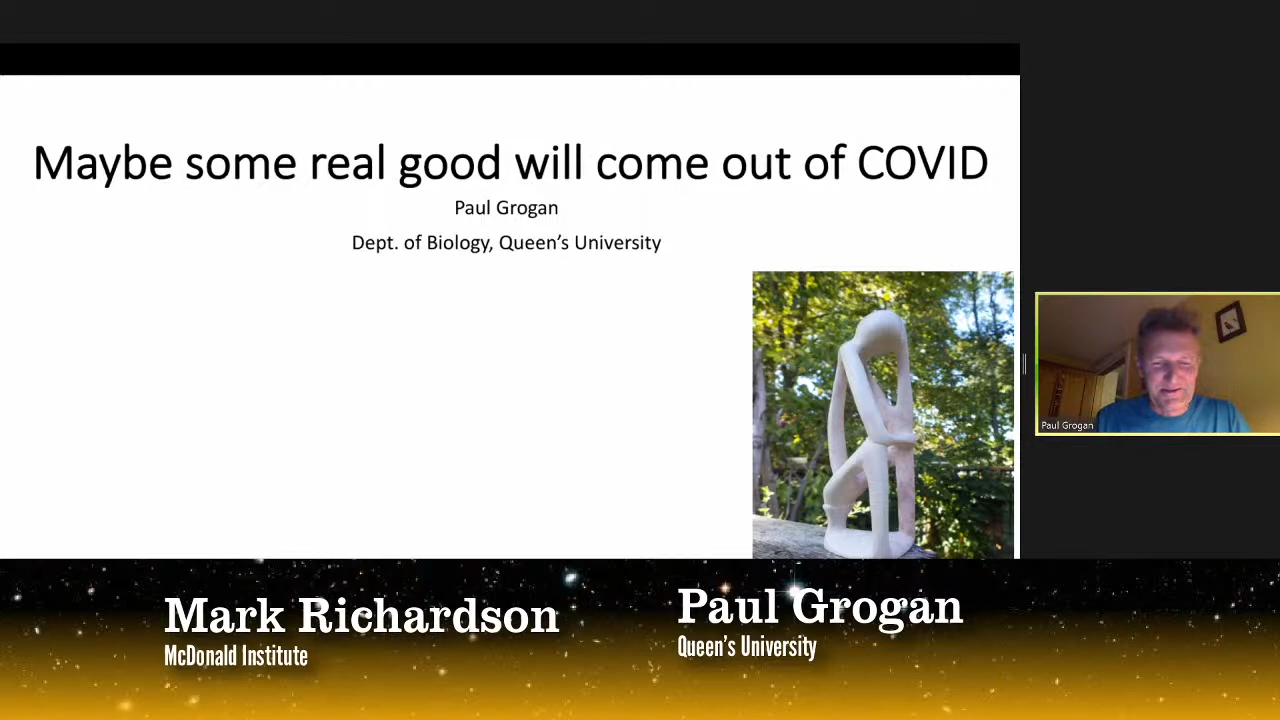 Maybe some real good will come out of COVID
Paul Grogan
Dept. of Biology, Queen's University
Paul Grogan
Mark Richardson
McDonald Institute
Paul Grogan
Queen's University